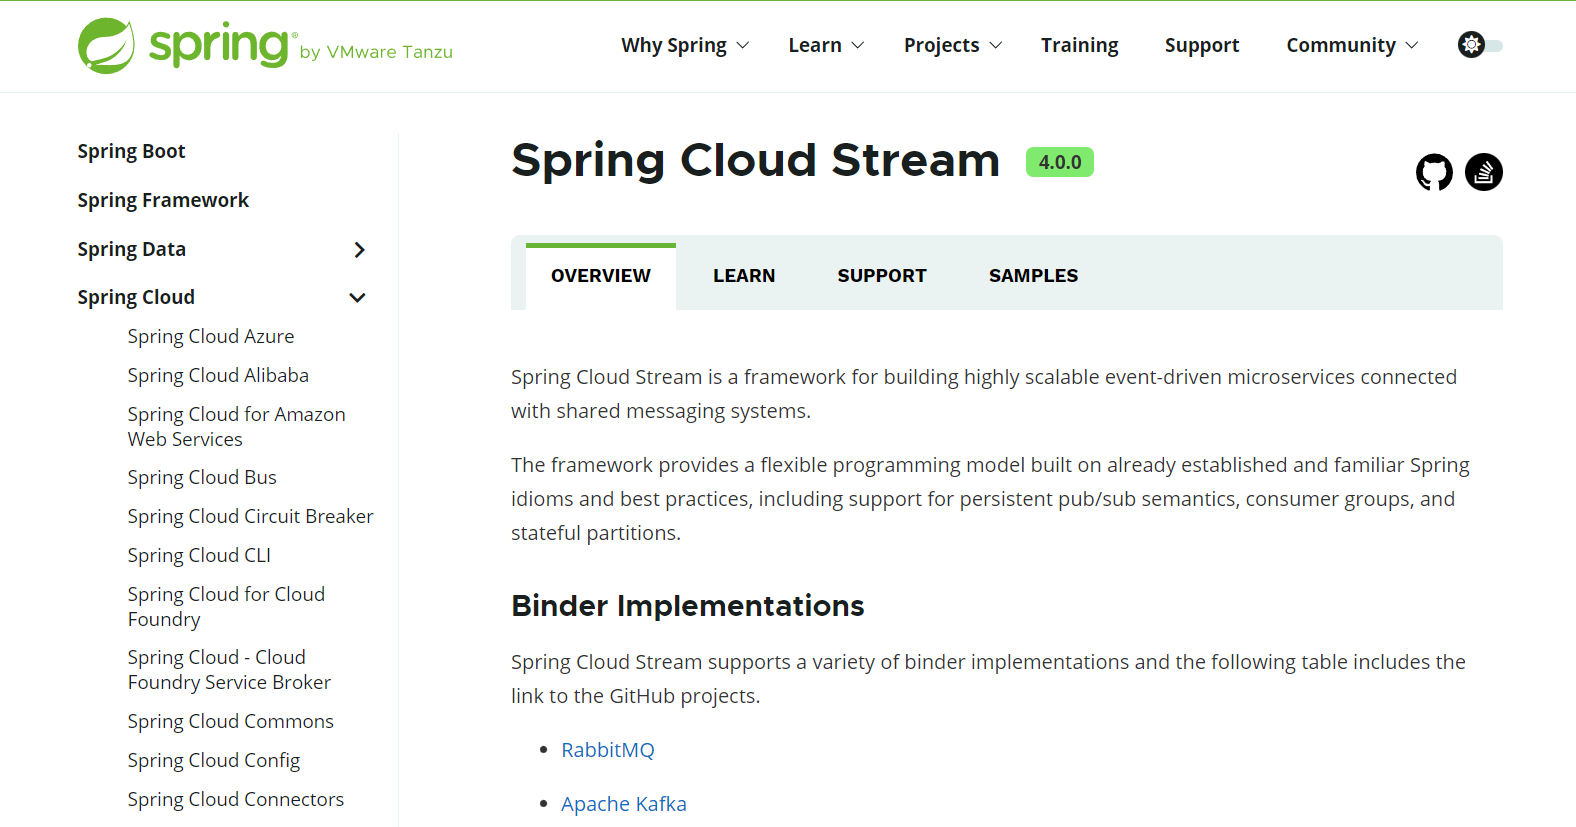 spring® by VMware Tanzu
Why Spring
Learn
Projects
Training
Support
Community
Spring Boot
Spring Framework
Spring Data
Spring Cloud
Spring Cloud Azure
Spring Cloud Alibaba
Spring Cloud for Amazon
Web Services
Spring Cloud Bus
Spring Cloud Circuit Breaker
Spring Cloud CLI
Spring Cloud for Cloud
Foundry
Spring Cloud - Cloud
Foundry Service Broker
Spring Cloud Commons
Spring Cloud Config
Spring Cloud Connectors
Spring Cloud Stream 4.0.0
OVERVIEW
LEARN
SUPPORT
SAMPLES
Spring Cloud Stream is a framework for building highly scalable event-driven microservices connected
with shared messaging systems.
The framework provides a flexible programming model built on already established and familiar Spring
idioms and best practices, including support for persistent pub/sub semantics, consumer groups, and
stateful partitions.
Binder Implementations
Spring Cloud Stream supports a variety of binder implementations and the following table includes the
link to the GitHub projects.
• RabbitMQ
• Apache Kafka